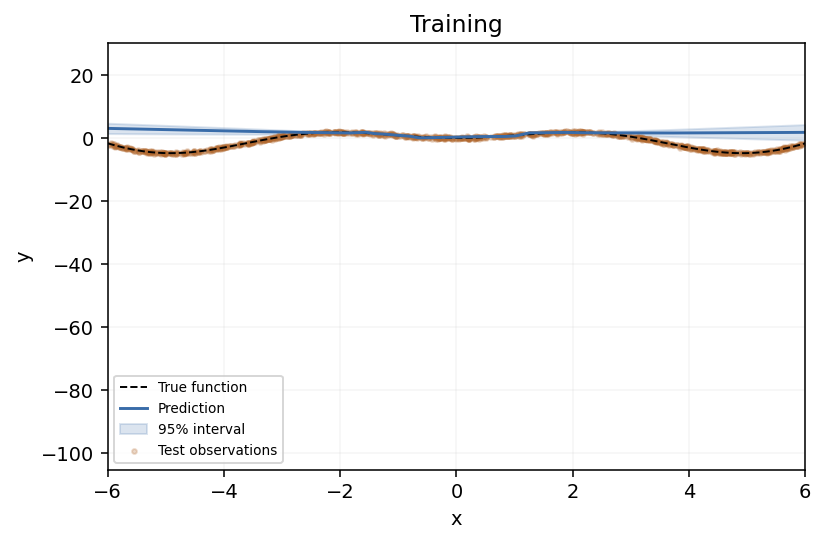 Training
20
0
−20
−40
−60
−80
−100
y
True function
Prediction
95% interval
Test observations
−6 −4 −2 0 2 4 6
x